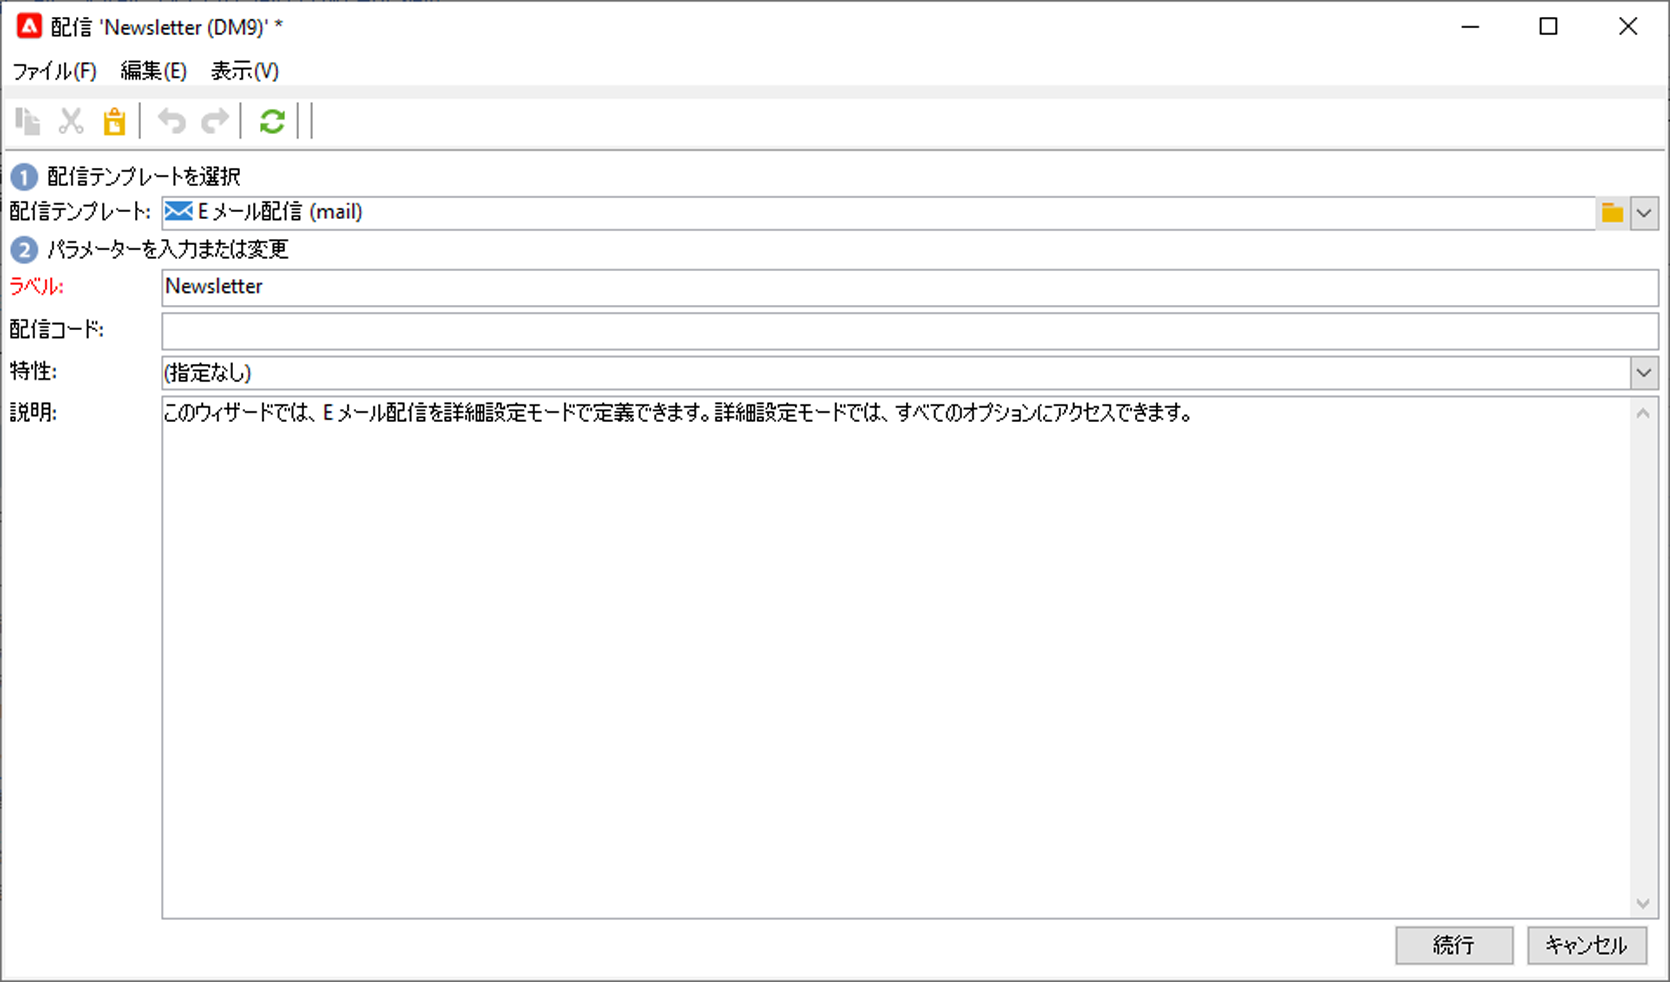 配信 'Newsletter (DM9)' *
ファイル(F) 編集(E) 表示(V)
1 配信テンプレートを選択
配信テンプレート: Eメール配信 (mail)
2 パラメーターを入力または変更
ラベル: Newsletter
配信コード:
特性: (指定なし)
説明: このウィザードでは、Eメール配信を詳細設定モードで定義できます。詳細設定モードでは、すべてのオプションにアクセスできます。
続行 キャンセル